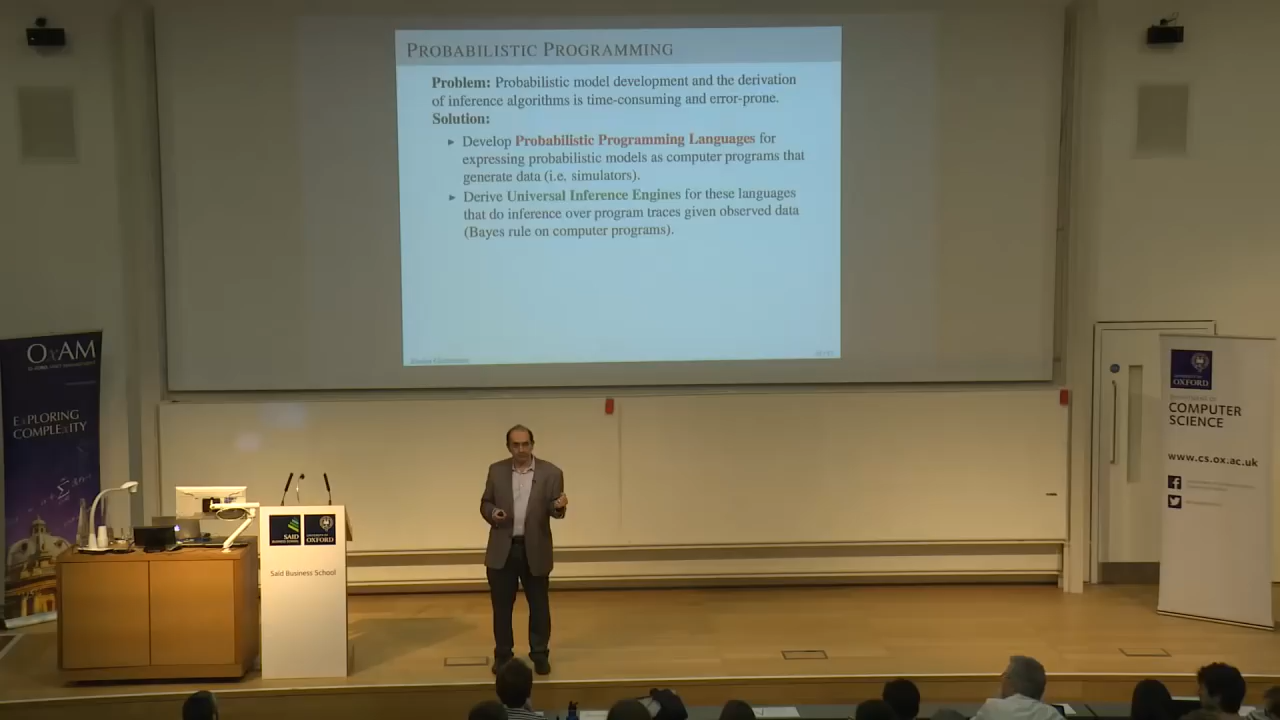 PROBABILISTIC PROGRAMMING
Problem: Probabilistic model development and the derivation
of inference algorithms is time-consuming and error-prone.
Solution:
▸ Develop Probabilistic Programming Languages for
expressing probabilistic models as computer programs that
generate data (i.e. simulators).
▸ Derive Universal Inference Engines for these languages
that do inference over program traces given observed data
(Bayes rule on computer programs).
OxAM
EXPLORING
COMPLEXITY
SAID
BUSINESS SCHOOL
UNIVERSITY OF
OXFORD
Saïd Business School
UNIVERSITY OF
OXFORD
DEPARTMENT OF
COMPUTER
SCIENCE
www.cs.ox.ac.uk